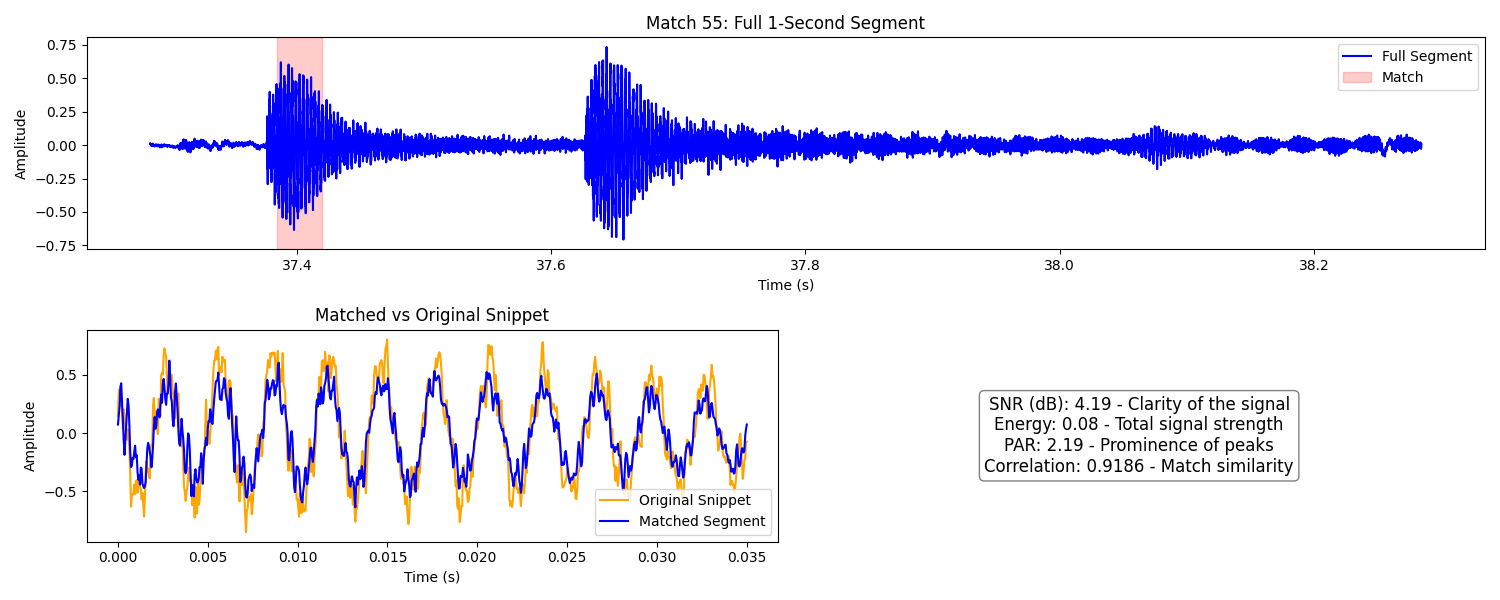 Match 55: Full 1-Second Segment
Amplitude
0.75
0.50
0.25
0.00
−0.25
−0.50
−0.75
Full Segment
Match
37.4 37.6 37.8 38.0 38.2
Time (s)
Matched vs Original Snippet
Amplitude
0.5
0.0
−0.5
Original Snippet
Matched Segment
0.000 0.005 0.010 0.015 0.020 0.025 0.030 0.035
Time (s)
SNR (dB): 4.19 - Clarity of the signal
Energy: 0.08 - Total signal strength
PAR: 2.19 - Prominence of peaks
Correlation: 0.9186 - Match similarity